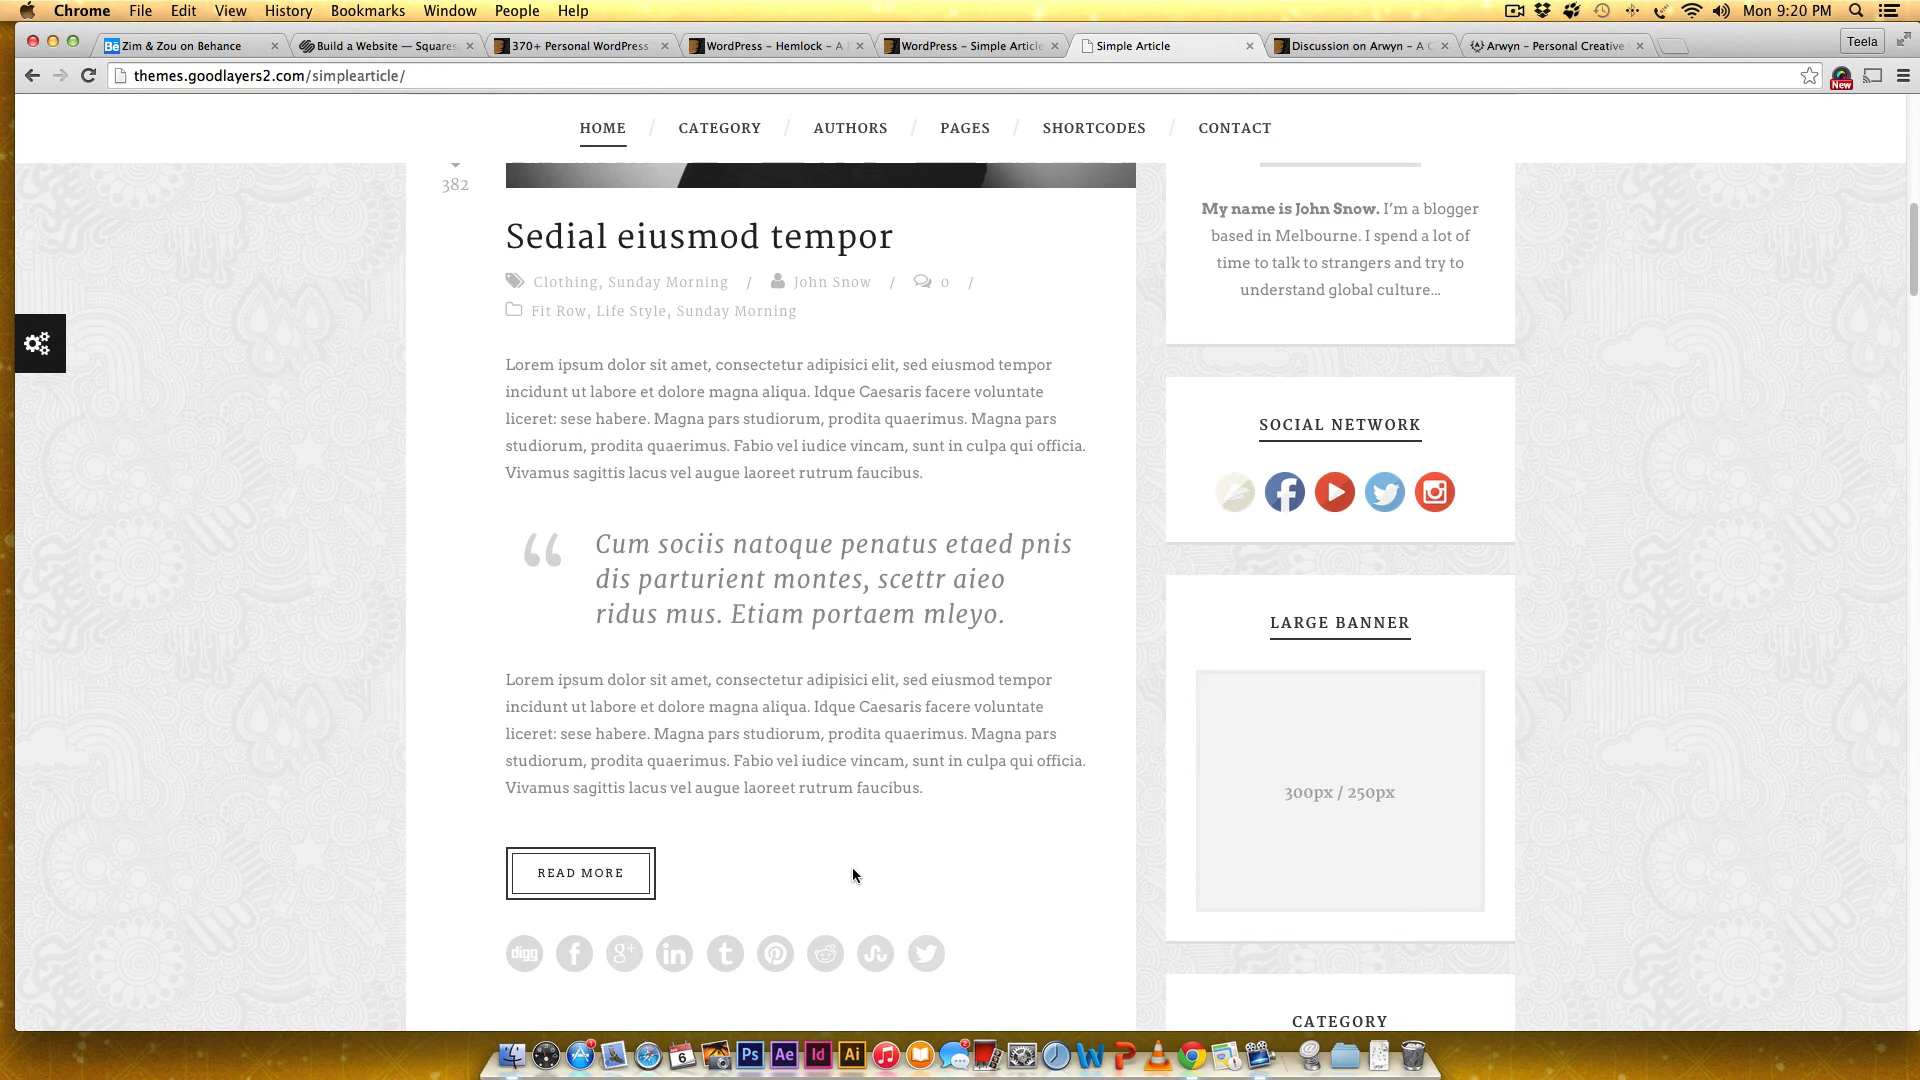 Chrome File Edit View History Bookmarks Window People Help Mon 9:20 PM
Zim & Zou on Behance
Build a Website — Squares
370+ Personal WordPress
WordPress - Hemlock - A
WordPress - Simple Article
Simple Article
Discussion on Arwyn - A C
Arwyn - Personal Creative
Teela
themes.goodlayers2.com/simplearticle/
New
HOME / CATEGORY / AUTHORS / PAGES / SHORTCODES / CONTACT
382
Sedial eiusmod tempor
Clothing, Sunday Morning / John Snow / 0 /
Fit Row, Life Style, Sunday Morning
Lorem ipsum dolor sit amet, consectetur adipisici elit, sed eiusmod tempor
incidunt ut labore et dolore magna aliqua. Idque Caesaris facere voluntate
liceret: sese habere. Magna pars studiorum, prodita quaerimus. Magna pars
studiorum, prodita quaerimus. Fabio vel iudice vincam, sunt in culpa qui officia.
Vivamus sagittis lacus vel augue laoreet rutrum faucibus.
“ Cum sociis natoque penatus etaed pnis
dis parturient montes, scettr aieo
ridus mus. Etiam portaem mleyo.
Lorem ipsum dolor sit amet, consectetur adipisici elit, sed eiusmod tempor
incidunt ut labore et dolore magna aliqua. Idque Caesaris facere voluntate
liceret: sese habere. Magna pars studiorum, prodita quaerimus. Magna pars
studiorum, prodita quaerimus. Fabio vel iudice vincam, sunt in culpa qui officia.
Vivamus sagittis lacus vel augue laoreet rutrum faucibus.
READ MORE
digg
My name is John Snow. I'm a blogger
based in Melbourne. I spend a lot of
time to talk to strangers and try to
understand global culture...
SOCIAL NETWORK
LARGE BANNER
300px / 250px
CATEGORY
6 Ps Ae Id Ai